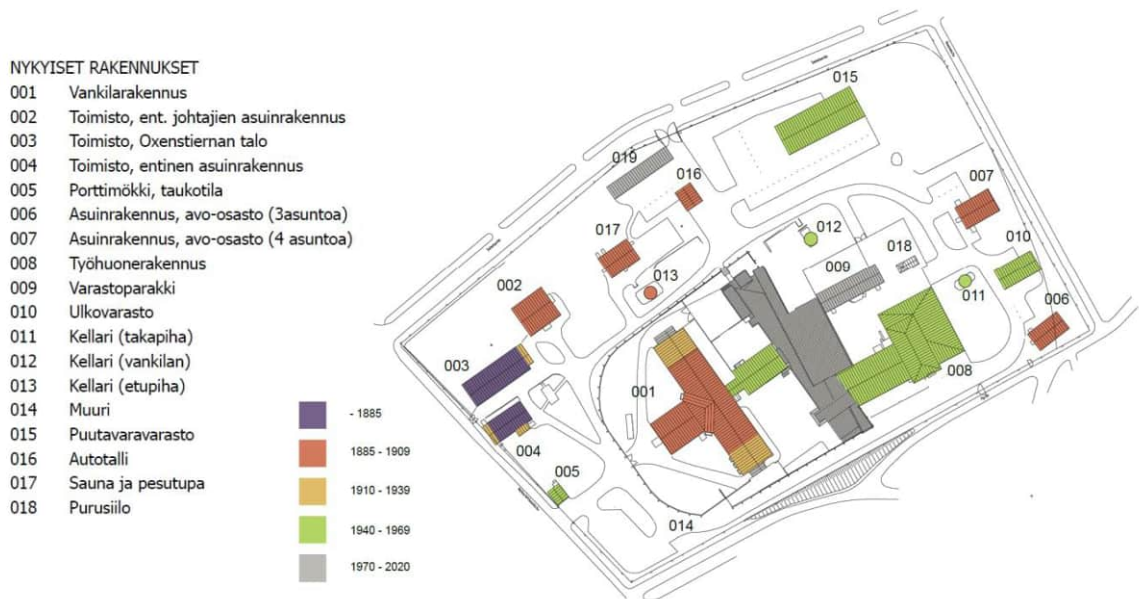 NYKYISET RAKENNUKSET
001 Vankilarakennus
002 Toimisto, ent. johtajien asuinrakennus
003 Toimisto, Oxenstiernan talo
004 Toimisto, entinen asuinrakennus
005 Porttimökki, taukotila
006 Asuinrakennus, avo-osasto (3asuntoa)
007 Asuinrakennus, avo-osasto (4 asuntoa)
008 Työhuonerakennus
009 Varastoparakki
010 Ulkovarasto
011 Kellari (takapiha)
012 Kellari (vankilan)
013 Kellari (etupiha)
014 Muuri
015 Puutavaravarasto
016 Autotalli
017 Sauna ja pesutupa
018 Purusiilo
- 1885
1885 - 1909
1910 - 1939
1940 - 1969
1970 - 2020
015
019
016
007
017
012
018
010
009
002
013
011
006
003
001
008
004
005
014